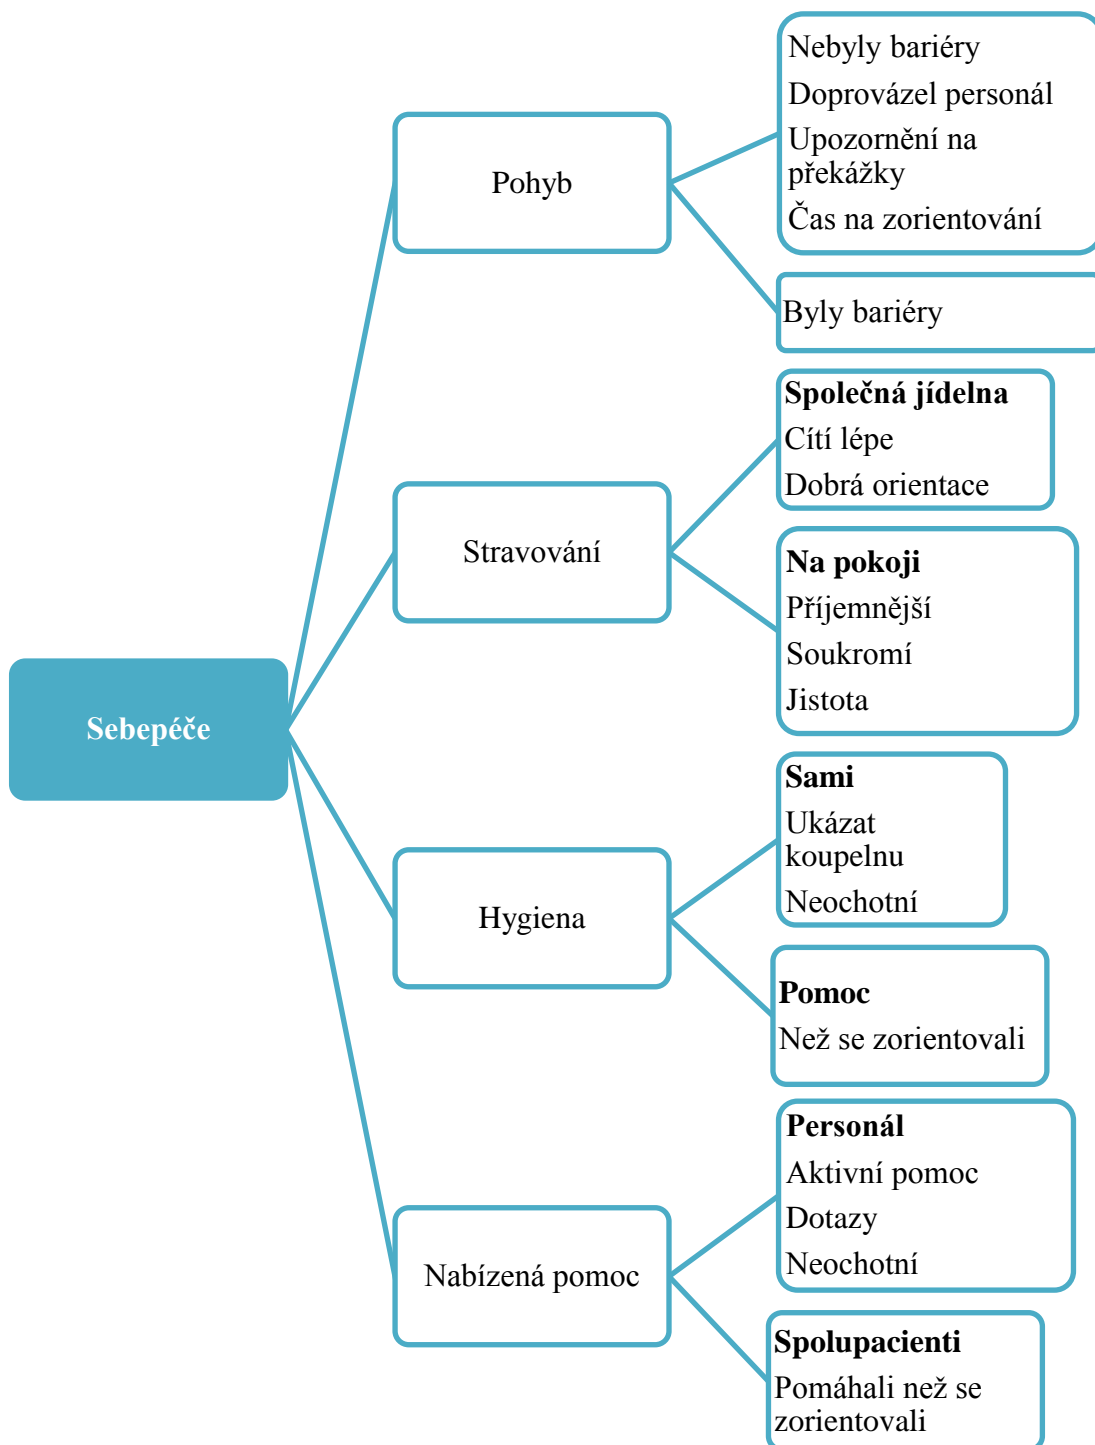 Sebepéče
Pohyb
Nebyly bariéry
Doprovázel personál
Upozornění na
překážky
Čas na zorientování
Byly bariéry
Stravování
Společná jídelna
Cítí lépe
Dobrá orientace
Na pokoji
Příjemnější
Soukromí
Jistota
Hygiena
Sami
Ukázat
koupelnu
Neochotní
Pomoc
Než se zorientovali
Nabízená pomoc
Personál
Aktivní pomoc
Dotazy
Neochotní
Spolupacienti
Pomáhali než se
zorientovali